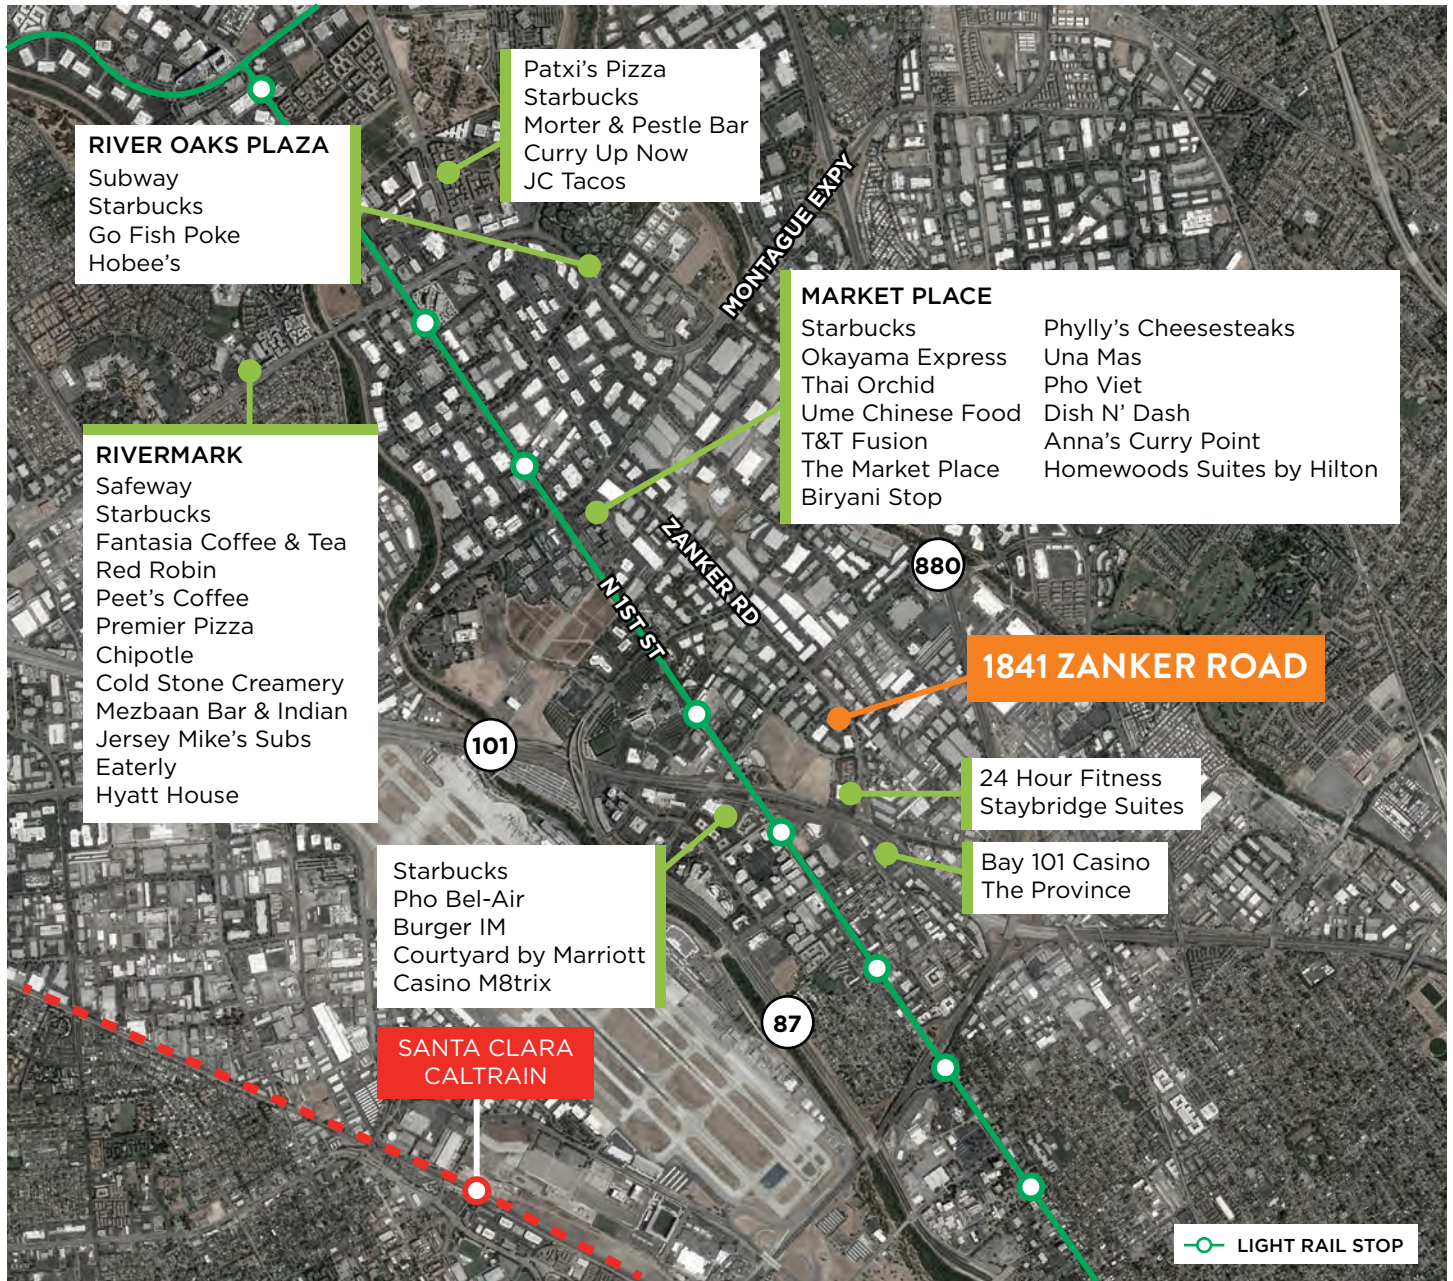 Patxi's Pizza
Starbucks
Morter & Pestle Bar
Curry Up Now
JC Tacos
RIVER OAKS PLAZA
Subway
Starbucks
Go Fish Poke
Hobee's
MONTAGUE EXPY
MARKET PLACE
Starbucks
Okayama Express
Thai Orchid
Ume Chinese Food
T&T Fusion
The Market Place
Biryani Stop
Phylly's Cheesesteaks
Una Mas
Pho Viet
Dish N' Dash
Anna's Curry Point
Homewoods Suites by Hilton
RIVERMARK
Safeway
Starbucks
Fantasia Coffee & Tea
Red Robin
Peet's Coffee
Premier Pizza
Chipotle
Cold Stone Creamery
Mezbaan Bar & Indian
Jersey Mike's Subs
Eaterly
Hyatt House
ZANKER RD
880
N 1ST ST
1841 ZANKER ROAD
101
24 Hour Fitness
Staybridge Suites
Bay 101 Casino
The Province
Starbucks
Pho Bel-Air
Burger IM
Courtyard by Marriott
Casino M8trix
87
SANTA CLARA
CALTRAIN
LIGHT RAIL STOP